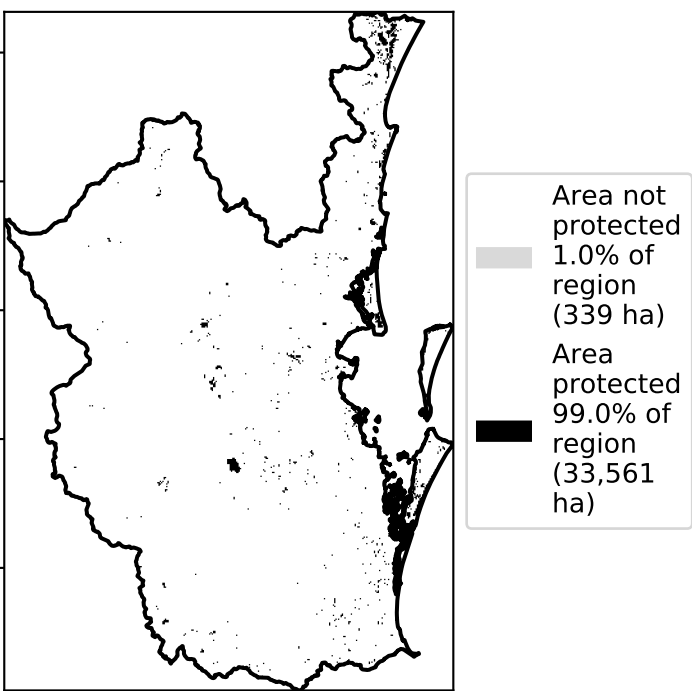 Area not
protected
1.0% of
region
(339 ha)
Area
protected
99.0% of
region
(33,561
ha)